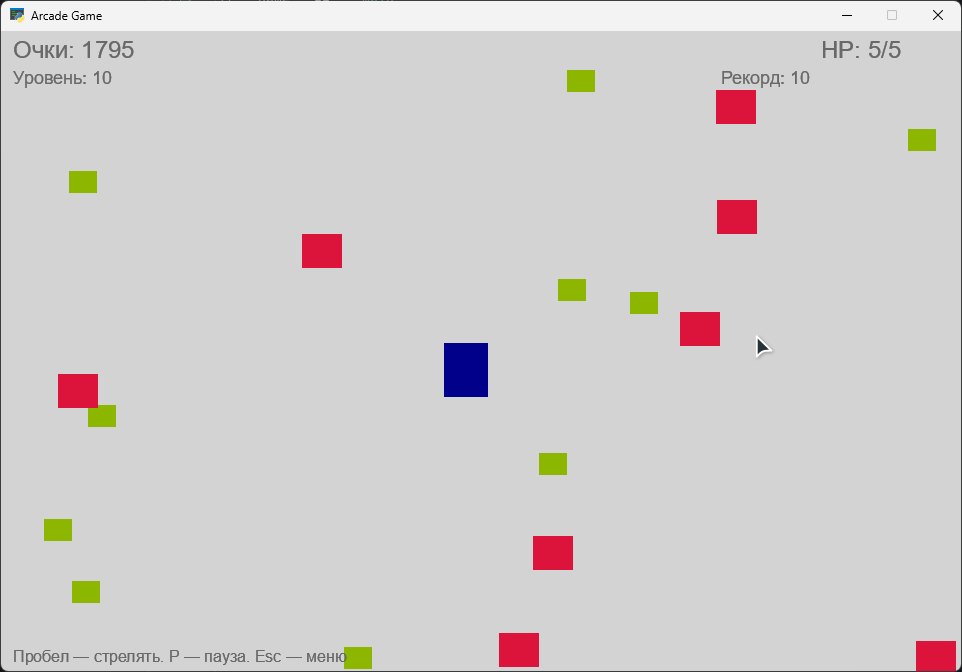 Arcade Game
Очки: 1795
HP: 5/5
Уровень: 10
Рекорд: 10
Пробел — стрелять. P — пауза. Esc — меню